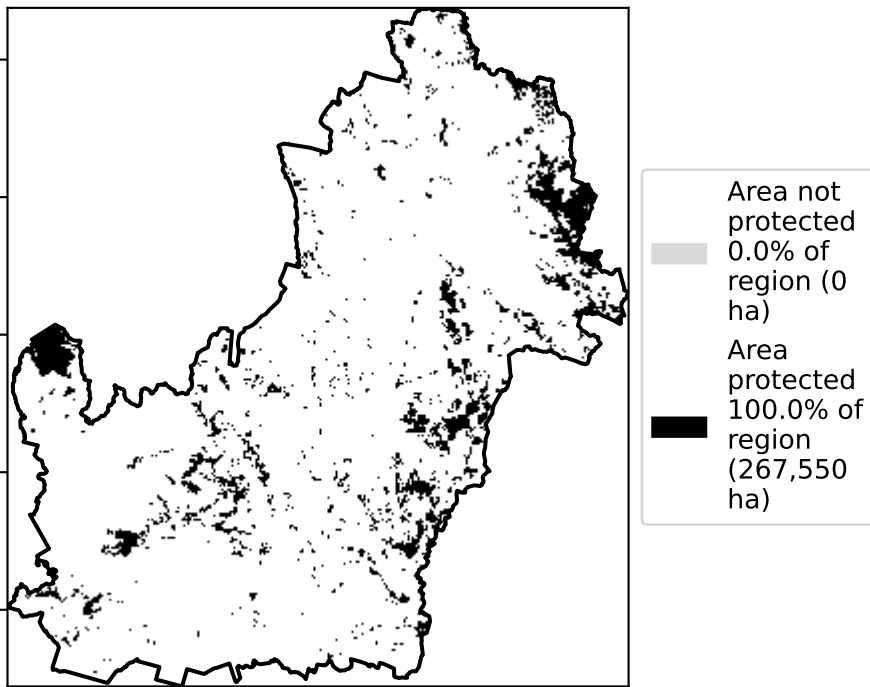 Area not
protected
0.0% of
region (0
ha)
Area
protected
100.0% of
region
(267,550
ha)